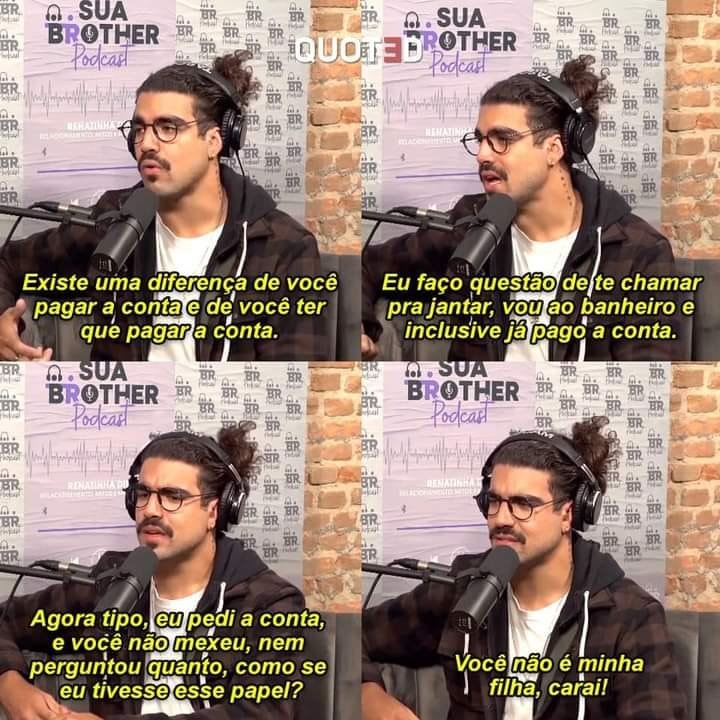 SUA
BROTHER
Podcast
QUOTED
SUA
BROTHER
Podcast
Existe uma diferença de você
pagar a conta e de você ter
que pagar a conta.
Eu faço questão de te chamar
pra jantar, vou ao banheiro e
inclusive já pago a conta.
SUA
BROTHER
Podcast
SUA
BROTHER
Podcast
Agora tipo, eu pedi a conta,
e você não mexeu, nem
perguntou quanto, como se
eu tivesse esse papel?
Você não é minha
filha, carai!